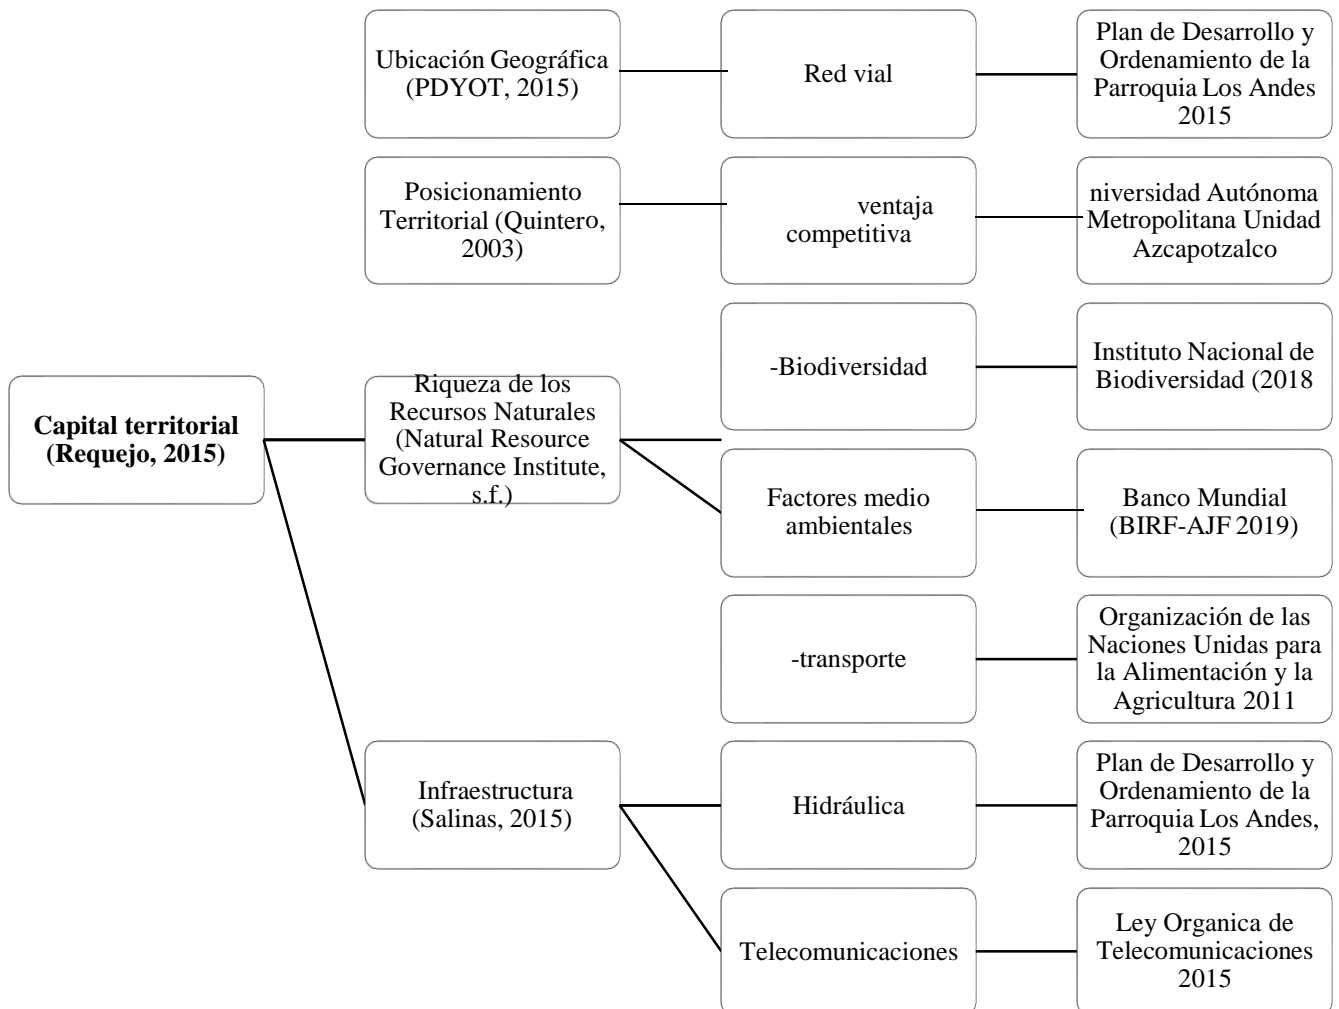 Ubicación Geográfica
(PDYOT, 2015)
Red vial
Plan de Desarrollo y
Ordenamiento de la
Parroquia Los Andes
2015
Posicionamiento
Territorial (Quintero,
2003)
ventaja
competitiva
niversidad Autónoma
Metropolitana Unidad
Azcapotzalco
Capital territorial
(Requejo, 2015)
Riqueza de los
Recursos Naturales
(Natural Resource
Governance Institute,
s.f.)
-Biodiversidad
Instituto Nacional de
Biodiversidad (2018
Factores medio
ambientales
Banco Mundial
(BIRF-AJF 2019)
-transporte
Organización de las
Naciones Unidas para
la Alimentación y la
Agricultura 2011
Infraestructura
(Salinas, 2015)
Hidráulica
Plan de Desarrollo y
Ordenamiento de la
Parroquia Los Andes,
2015
Telecomunicaciones
Ley Organica de
Telecomunicaciones
2015